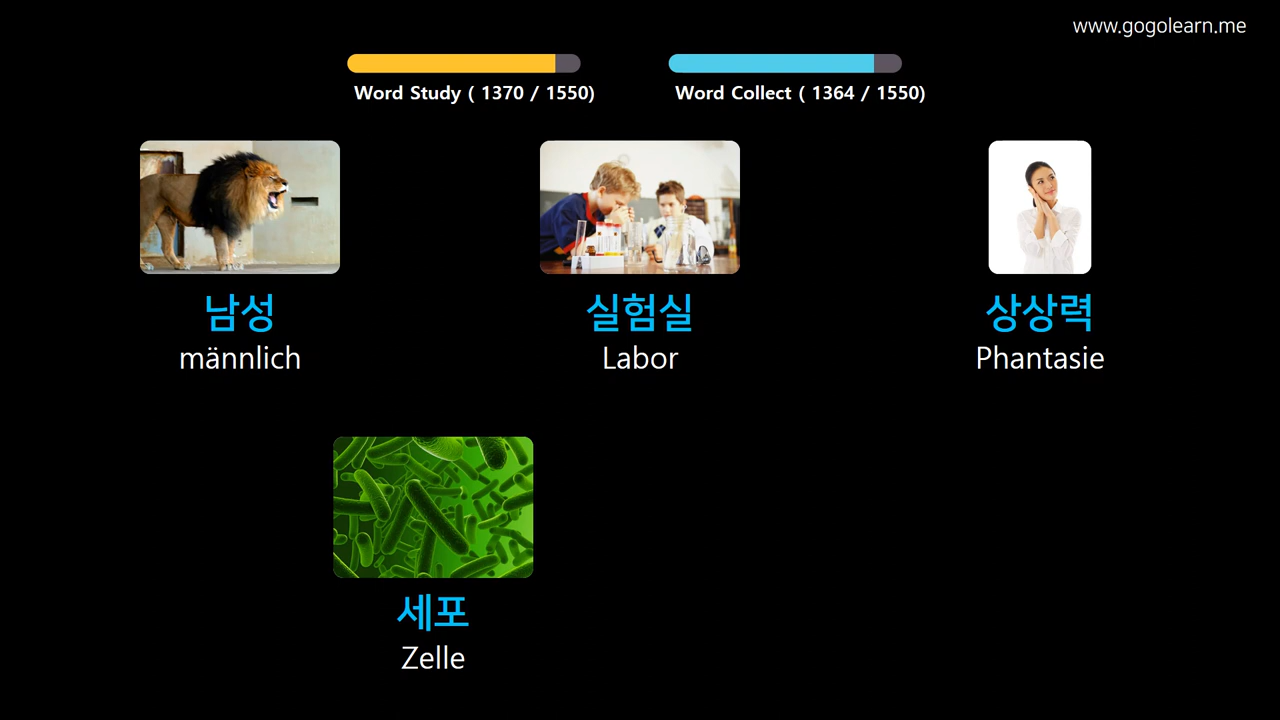 www.gogolearn.me
Word Study ( 1370 / 1550)
Word Collect ( 1364 / 1550)
남성
männlich
실험실
Labor
상상력
Phantasie
세포
Zelle